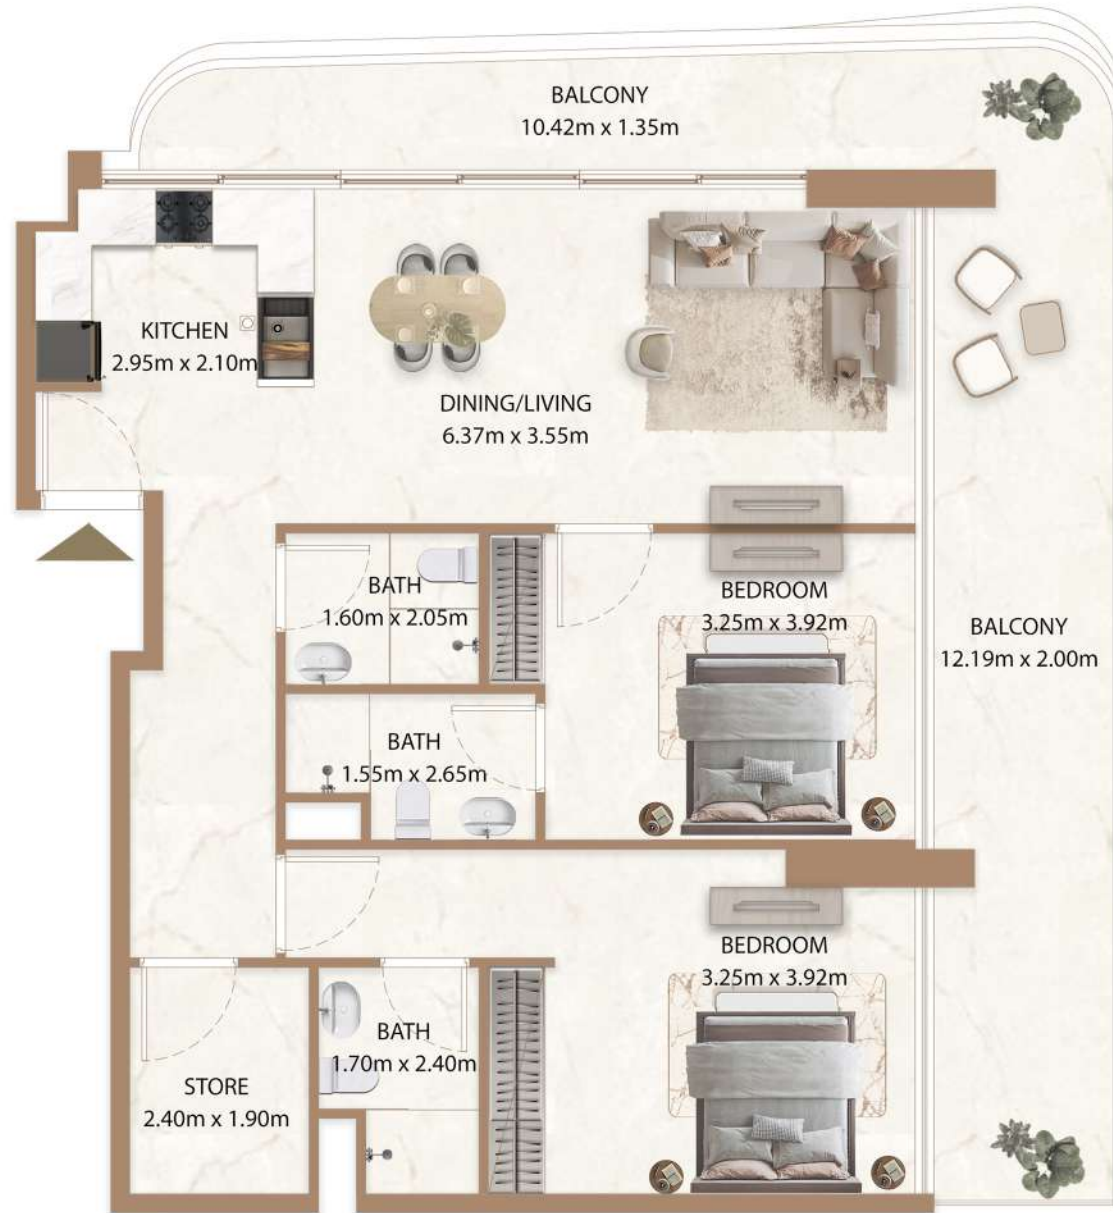 BALCONY
10.42m x 1.35m
KITCHEN
2.95m x 2.10m
DINING/LIVING
6.37m x 3.55m
BATH
1.60m x 2.05m
BEDROOM
3.25m x 3.92m
BALCONY
12.19m x 2.00m
BATH
1.55m x 2.65m
BEDROOM
3.25m x 3.92m
BATH
1.70m x 2.40m
STORE
2.40m x 1.90m